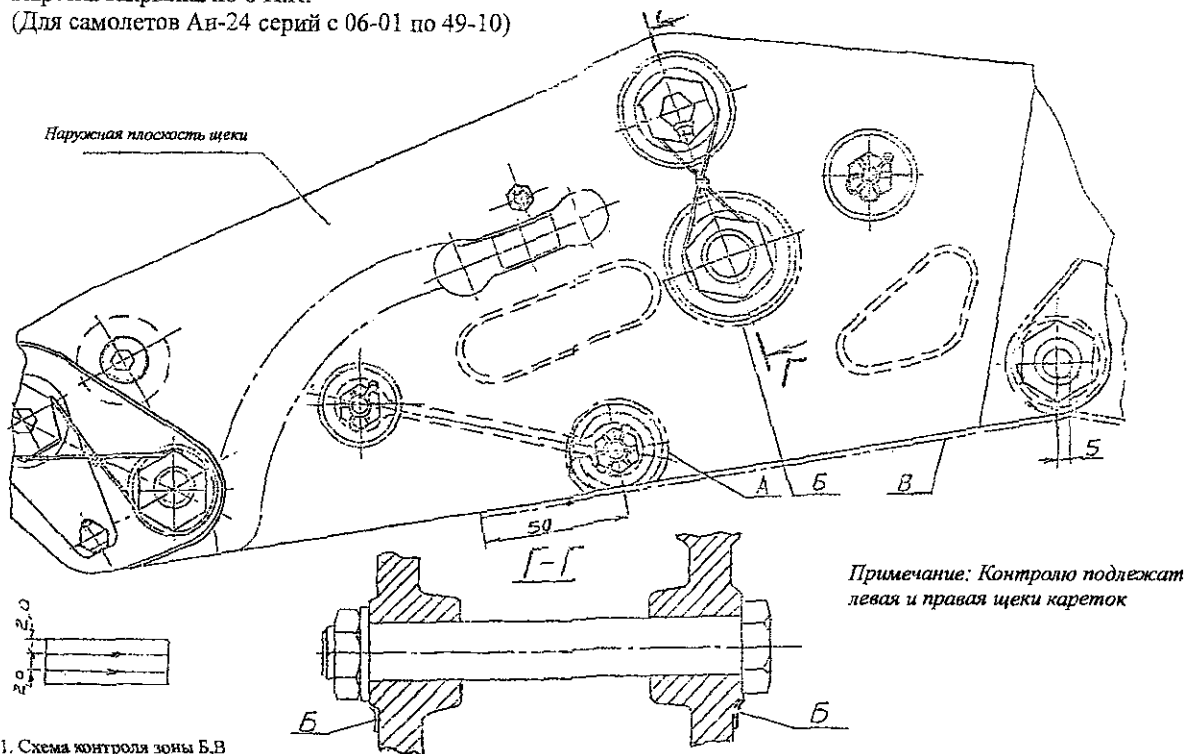 (Для самолетов Ан-24 серий с 06-01 по 49-10)
Наружная плоскость щеки
Г
Г
А Б В 5
50
Г-Г
Примечание: Контролю подлежат
левая и правая щеки кареток
2,0
2,0
Б Б
1. Схема контроля зоны Б,В